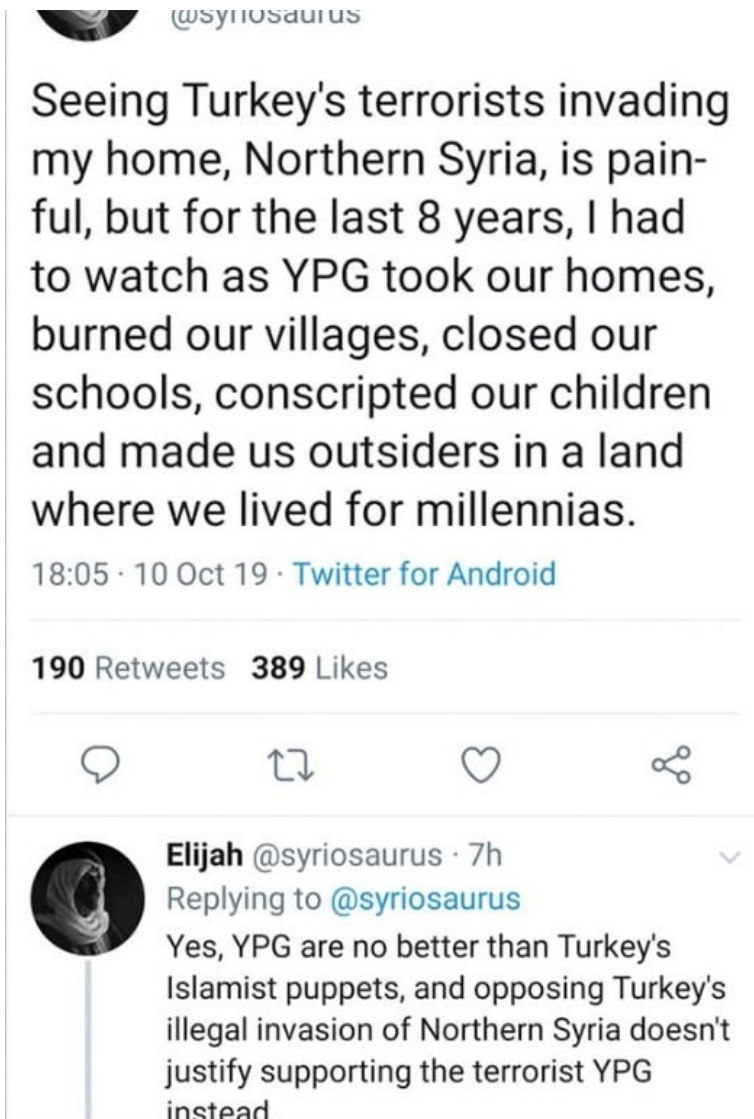 @syriosaurus
Seeing Turkey's terrorists invading
my home, Northern Syria, is pain-
ful, but for the last 8 years, I had
to watch as YPG took our homes,
burned our villages, closed our
schools, conscripted our children
and made us outsiders in a land
where we lived for millennias.
18:05 · 10 Oct 19 · Twitter for Android
190 Retweets 389 Likes
Elijah @syriosaurus · 7h
Replying to @syriosaurus
Yes, YPG are no better than Turkey's
Islamist puppets, and opposing Turkey's
illegal invasion of Northern Syria doesn't
justify supporting the terrorist YPG
instead